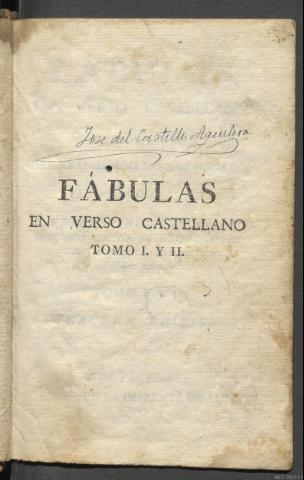 Jose del Castillo Aguilera
FÁBULAS
EN VERSO CASTELLANO
TOMO I. Y II.